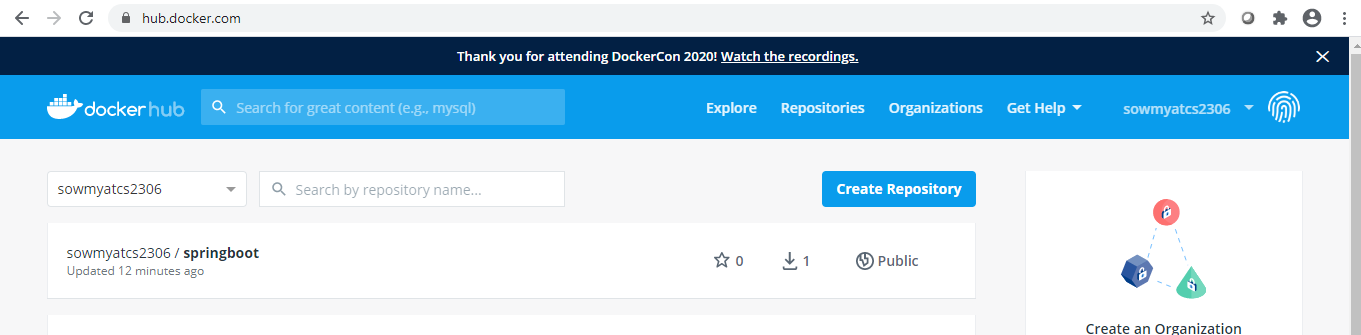 hub.docker.com
Thank you for attending DockerCon 2020! Watch the recordings.
dockerhub
Search for great content (e.g., mysql)
Explore
Repositories
Organizations
Get Help
sowmyatcs2306
sowmyatcs2306
Search by repository name...
Create Repository
sowmyatcs2306 / springboot
0
1
Public
Updated 12 minutes ago
Create an Organization